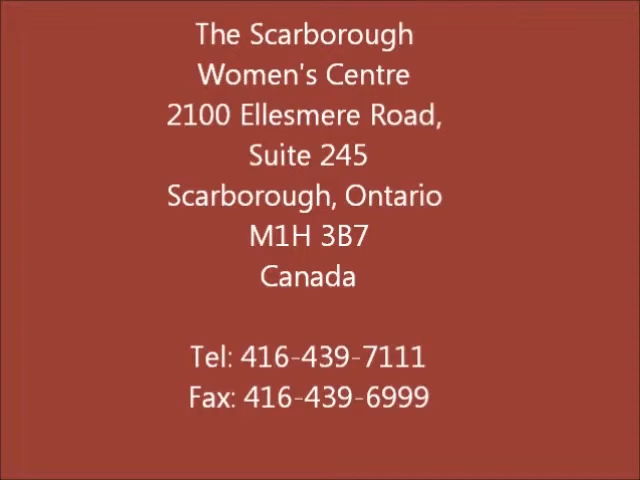 The Scarborough
Women's Centre
2100 Ellesmere Road,
Suite 245
Scarborough, Ontario
M1H 3B7
Canada
Tel: 416-439-7111
Fax: 416-439-6999